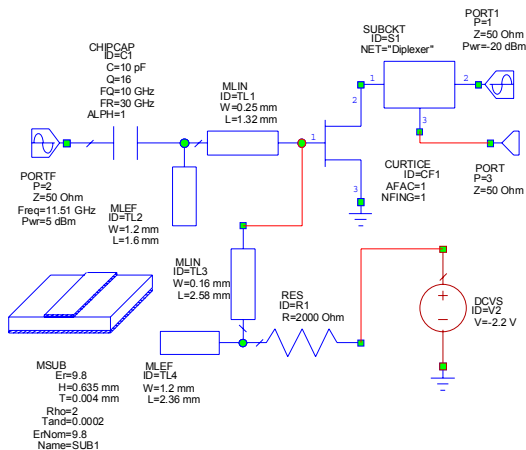 CHIPCAP
ID=C1
C=10 pF
Q=16
FQ=10 GHz
FR=30 GHz
ALPH=1
MLIN
ID=TL1
W=0.25 mm
L=1.32 mm
SUBCKT
ID=S1
NET="Diplexer"
PORT1
P=1
Z=50 Ohm
Pwr=-20 dBm
1
2
3
1
2
3
CURTICE
ID=CF1
AFAC=1
NFING=1
PORT
P=3
Z=50 Ohm
PORTF
P=2
Z=50 Ohm
Freq=11.51 GHz
Pwr=5 dBm
MLEF
ID=TL2
W=1.2 mm
L=1.6 mm
MLIN
ID=TL3
W=0.16 mm
L=2.58 mm
RES
ID=R1
R=2000 Ohm
DCVS
ID=V2
V=-2.2 V
MLEF
ID=TL4
W=1.2 mm
L=2.36 mm
MSUB
Er=9.8
H=0.635 mm
T=0.004 mm
Rho=2
Tand=0.0002
ErNom=9.8
Name=SUB1